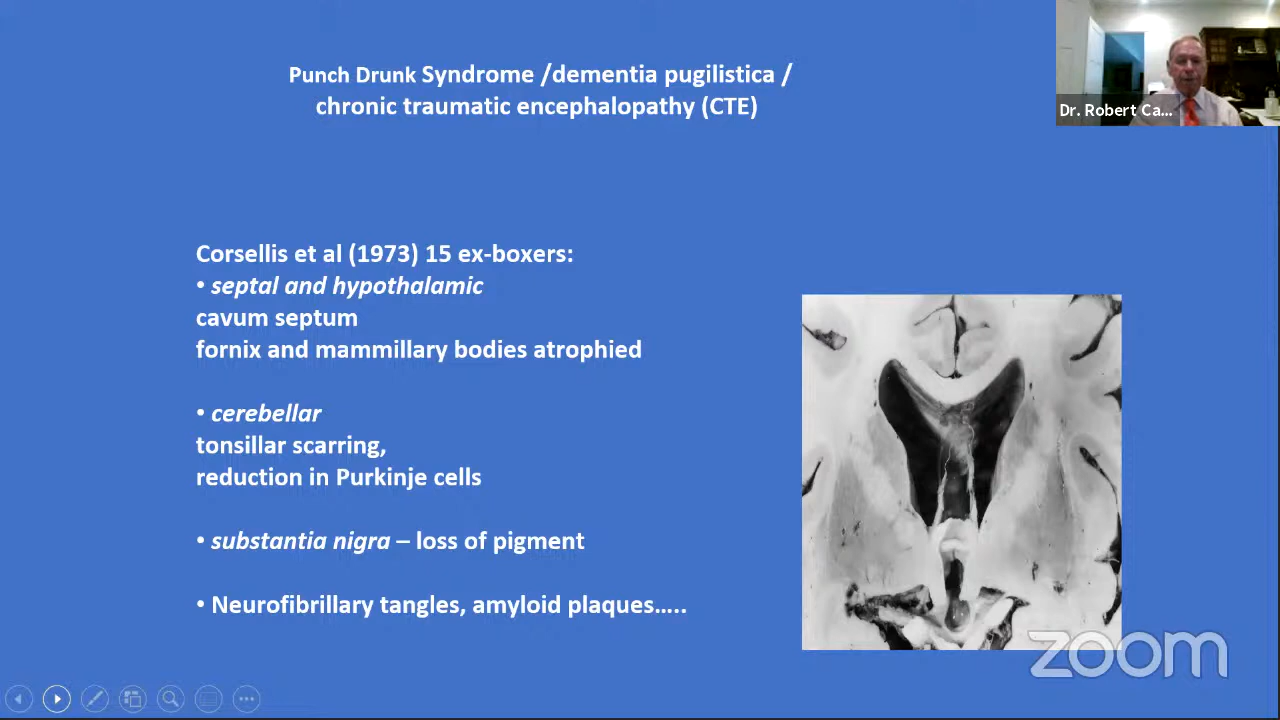 Punch Drunk Syndrome /dementia pugilistica /
chronic traumatic encephalopathy (CTE)
Dr. Robert Ca...
Corsellis et al (1973) 15 ex-boxers:
• septal and hypothalamic
cavum septum
fornix and mammillary bodies atrophied
• cerebellar
tonsillar scarring,
reduction in Purkinje cells
• substantia nigra – loss of pigment
• Neurofibrillary tangles, amyloid plaques.....
zoom